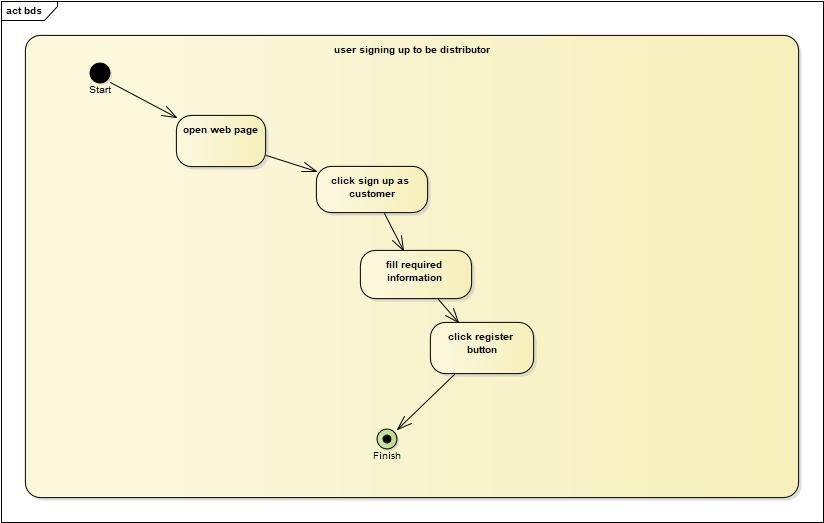 act bds
user signing up to be distributor
Start
open web page
click sign up as
customer
fill required
information
click register
button
Finish